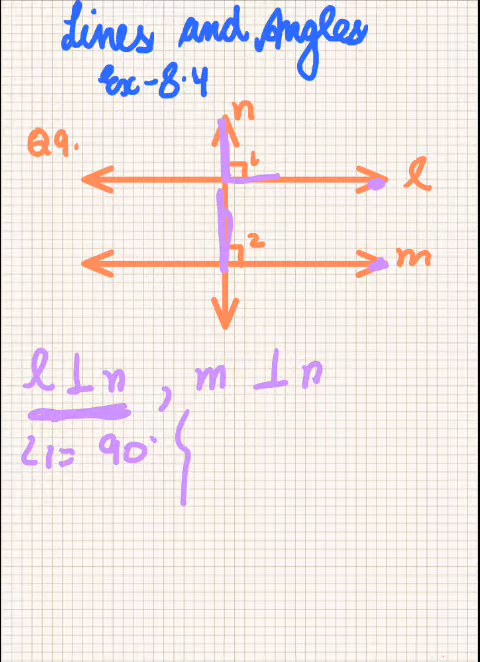 Lines and Angles
Ex-8.4
n
Q9.
1
l
2
m
l ⊥ n , m ⊥ n
∠1 = 90°